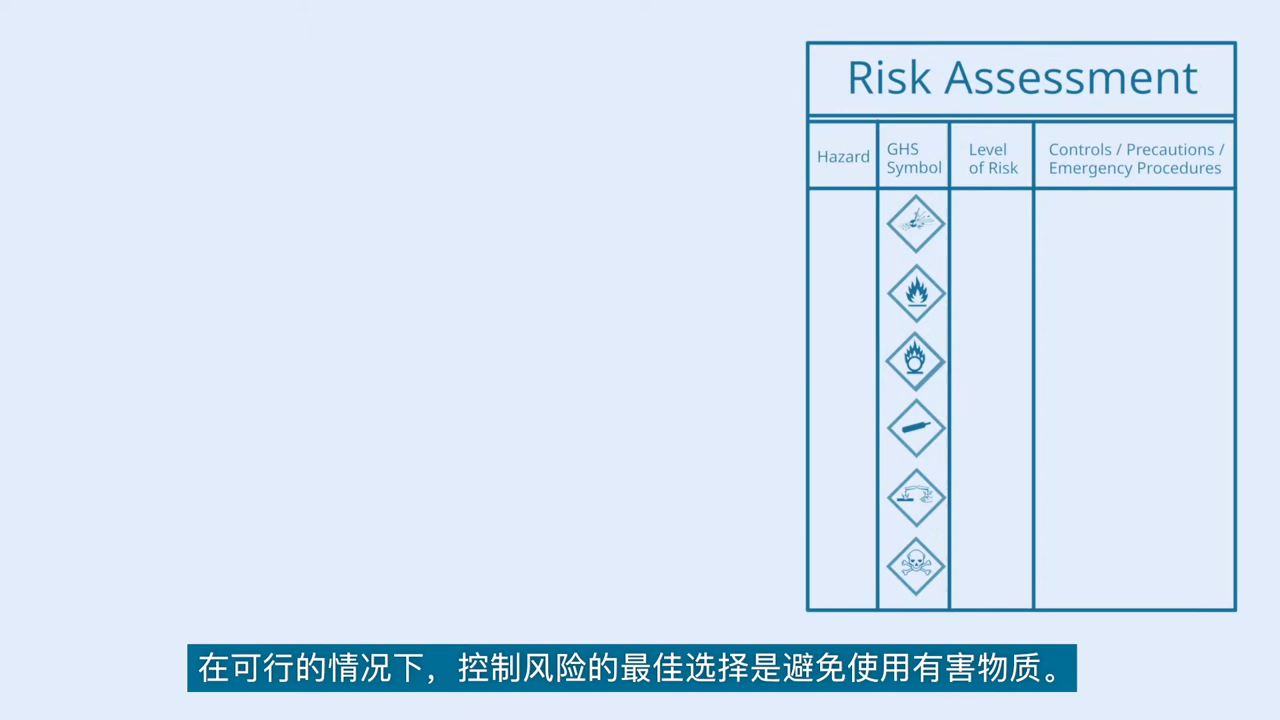 Risk Assessment
Hazard
GHS
Symbol
Level
of Risk
Controls / Precautions /
Emergency Procedures
在可行的情况下，控制风险的最佳选择是避免使用有害物质。